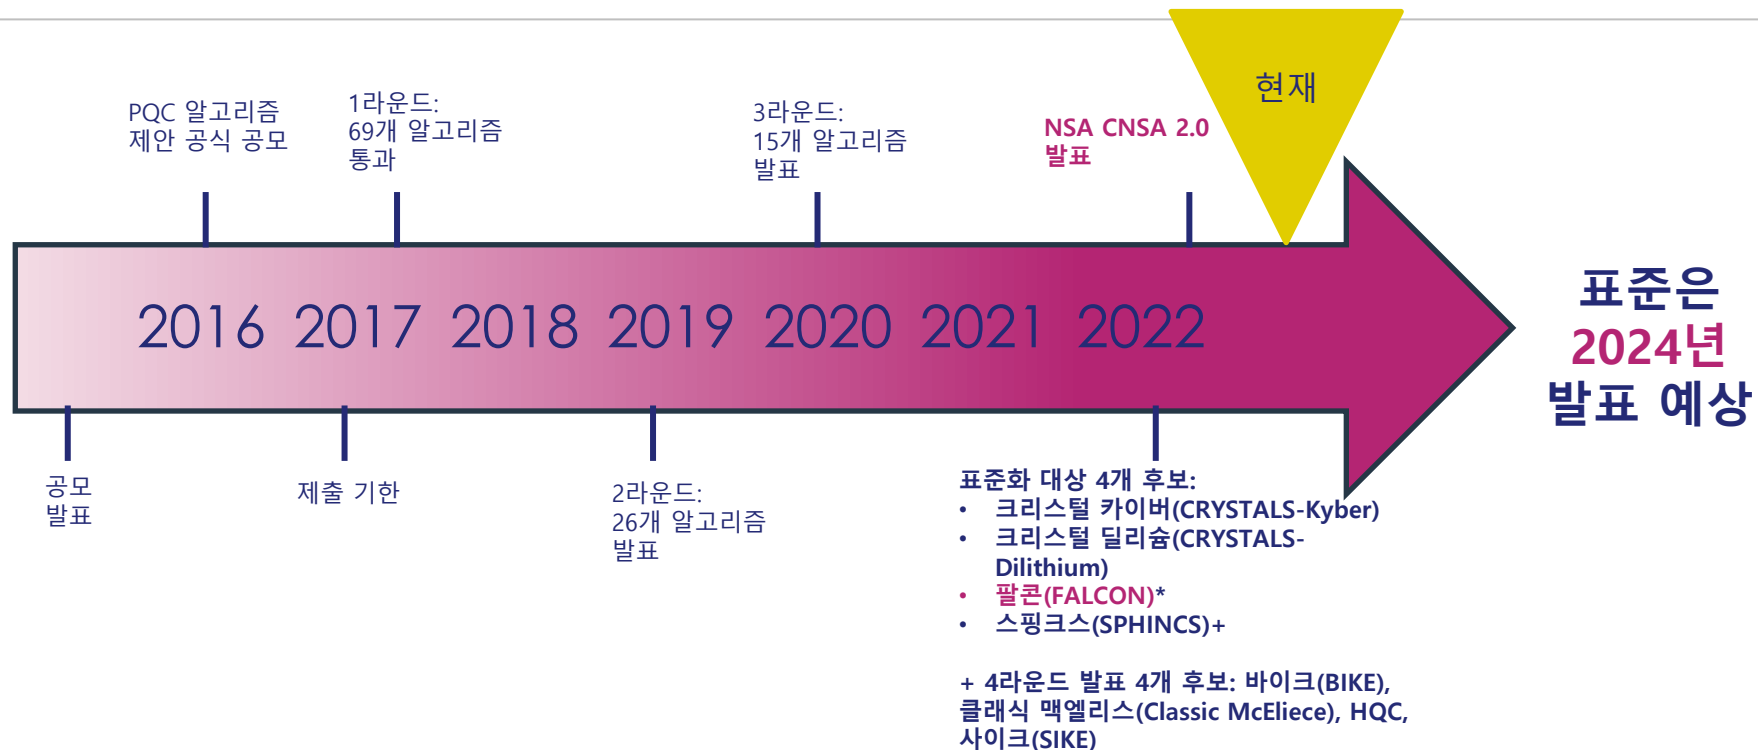 현재
PQC 알고리즘
제안 공식 공모
1라운드:
69개 알고리즘
통과
3라운드:
15개 알고리즘
발표
NSA CNSA 2.0
발표
2016 2017 2018 2019 2020 2021 2022
표준은
2024년
발표 예상
공모
발표
제출 기한
2라운드:
26개 알고리즘
발표
표준화 대상 4개 후보:
• 크리스털 카이버(CRYSTALS-Kyber)
• 크리스털 딜리슘(CRYSTALS-
Dilithium)
• 팔콘(FALCON)*
• 스핑크스(SPHINCS)+
+ 4라운드 발표 4개 후보: 바이크(BIKE),
클래식 맥엘리스(Classic McEliece), HQC,
사이크(SIKE)